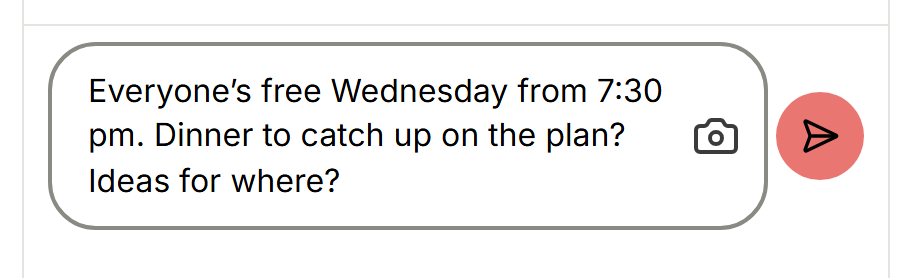 Everyone’s free Wednesday from 7:30
pm. Dinner to catch up on the plan?
Ideas for where?